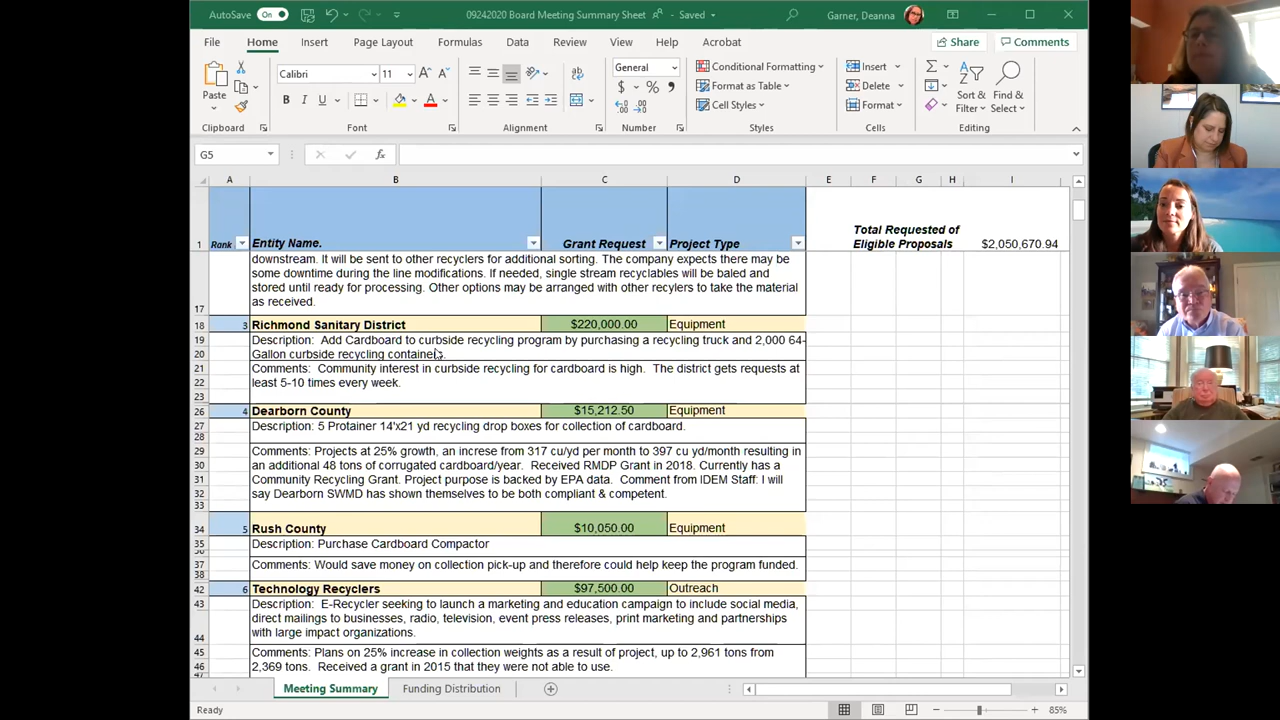 AutoSave On 09242020 Board Meeting Summary Sheet - Saved Garner, Deanna
File Home Insert Page Layout Formulas Data Review View Help Acrobat Share Comments
Calibri 11 General Conditional Formatting Insert
Paste B I U $ % Format as Table Delete Sort & Find &
Cell Styles Format Filter Select
Clipboard Font Alignment Number Styles Cells Editing
G5 fx
A B C D E F G H I
Total Requested of
1 Rank Entity Name. Grant Request Project Type Eligible Proposals $2,050,670.94
downstream. It will be sent to other recyclers for additional sorting. The company expects there may be
some downtime during the line modifications. If needed, single stream recyclables will be baled and
stored until ready for processing. Other options may be arranged with other recylers to take the material
17 as received.
18 3 Richmond Sanitary District $220,000.00 Equipment
19 Description: Add Cardboard to curbside recycling program by purchasing a recycling truck and 2,000 64-
20 Gallon curbside recycling containers.
21 Comments: Community interest in curbside recycling for cardboard is high. The district gets requests at
22 least 5-10 times every week.
23
26 4 Dearborn County $15,212.50 Equipment
27 Description: 5 Protainer 14'x21 yd recycling drop boxes for collection of cardboard.
28
29 Comments: Projects at 25% growth, an increse from 317 cu/yd per month to 397 cu yd/month resulting in
30 an additional 48 tons of corrugated cardboard/year. Received RMDP Grant in 2018. Currently has a
31 Community Recycling Grant. Project purpose is backed by EPA data. Comment from IDEM Staff: I will
32 say Dearborn SWMD has shown themselves to be both compliant & competent.
33
34 5 Rush County $10,050.00 Equipment
35 Description: Purchase Cardboard Compactor
37 Comments: Would save money on collection pick-up and therefore could help keep the program funded.
38
42 6 Technology Recyclers $97,500.00 Outreach
43 Description: E-Recycler seeking to launch a marketing and education campaign to include social media,
direct mailings to businesses, radio, television, event press releases, print marketing and partnerships
44 with large impact organizations.
45 Comments: Plans on 25% increase in collection weights as a result of project, up to 2,961 tons from
46 2,369 tons. Received a grant in 2015 that they were not able to use.
Meeting Summary Funding Distribution
Ready 85%